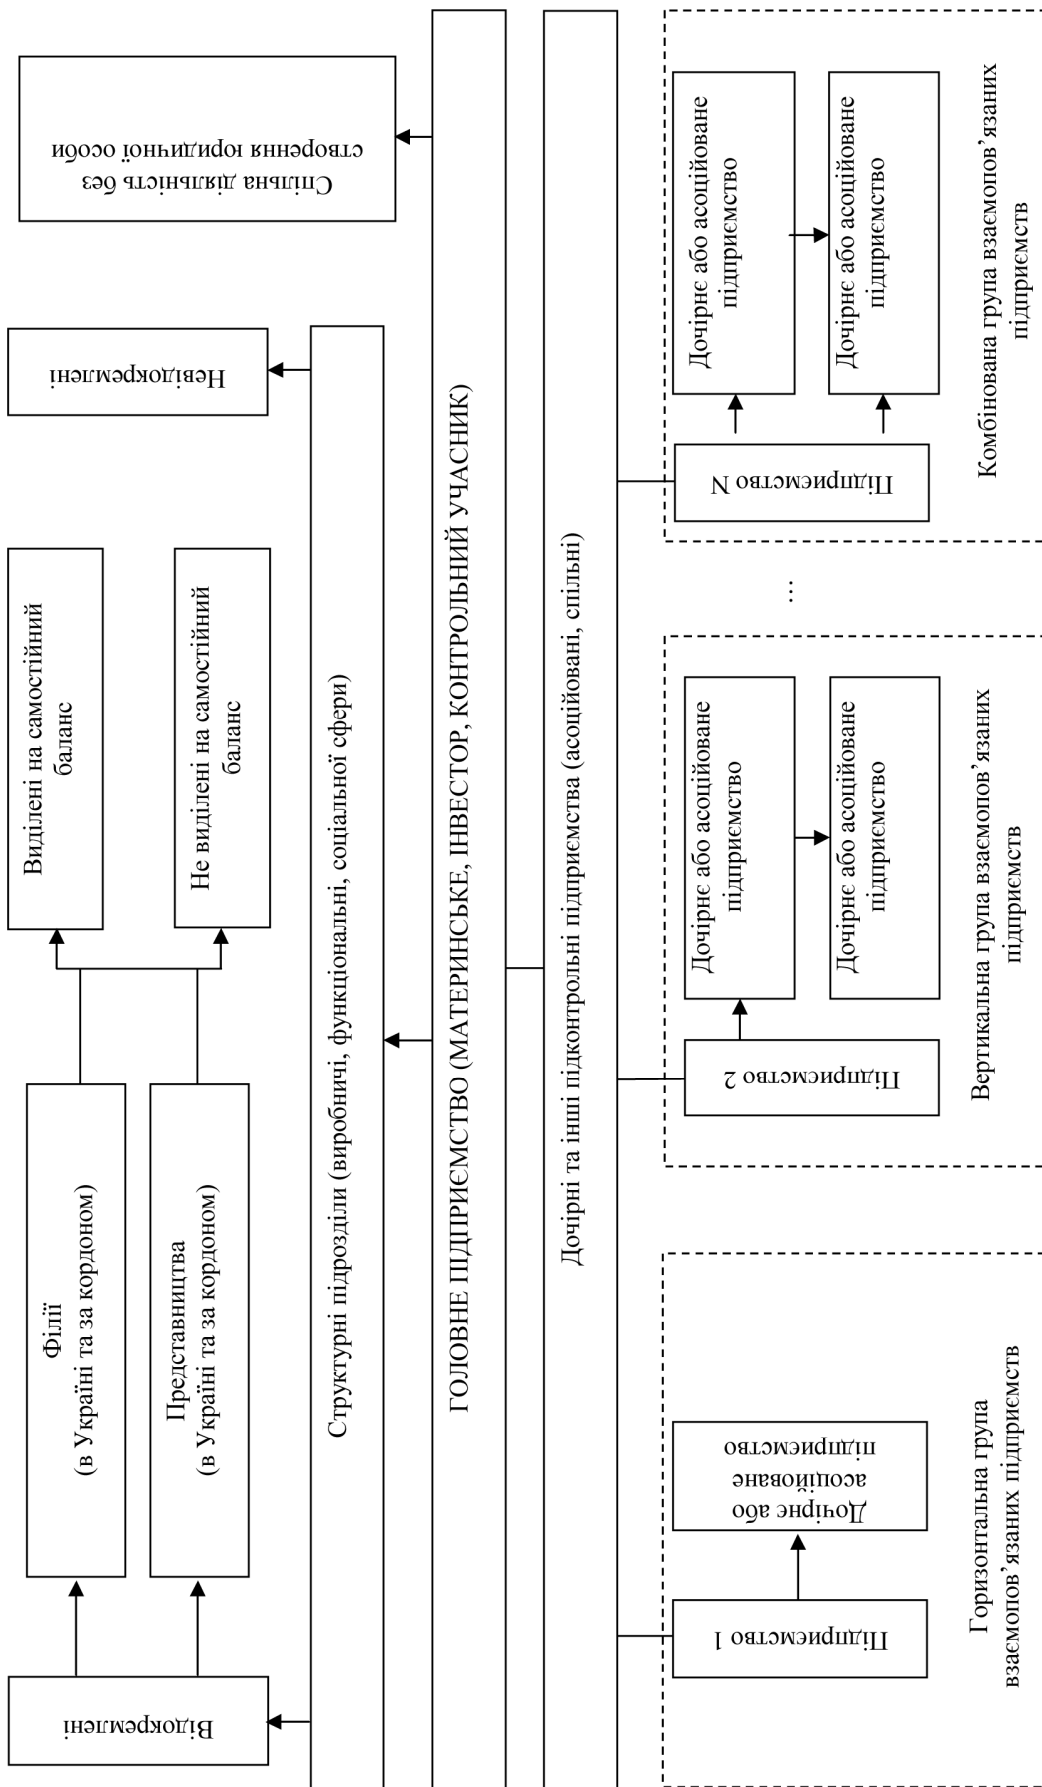 Відокремлені
Філії
(в Україні та за кордоном)
Представництва
(в Україні та за кордоном)
Виділені на самостійний
баланс
Не виділені на самостійний
баланс
Невідокремлені
Спільна діяльність без
створення юридичної особи
Структурні підрозділи (виробничі, функціональні, соціальної сфери)
ГОЛОВНЕ ПІДПРИЄМСТВО (МАТЕРИНСЬКЕ, ІНВЕСТОР, КОНТРОЛЬНИЙ УЧАСНИК)
Дочірні та інші підконтрольні підприємства (асоційовані, спільні)
Підприємство 1
Дочірнє або
асоційоване
підприємство
Горизонтальна група
взаємопов’язаних підприємств
Підприємство 2
Дочірнє або асоційоване
підприємство
Дочірнє або асоційоване
підприємство
Вертикальна група взаємопов’язаних
підприємств
...
Підприємство N
Дочірнє або асоційоване
підприємство
Дочірнє або асоційоване
підприємство
Комбінована група взаємопов’язаних
підприємств